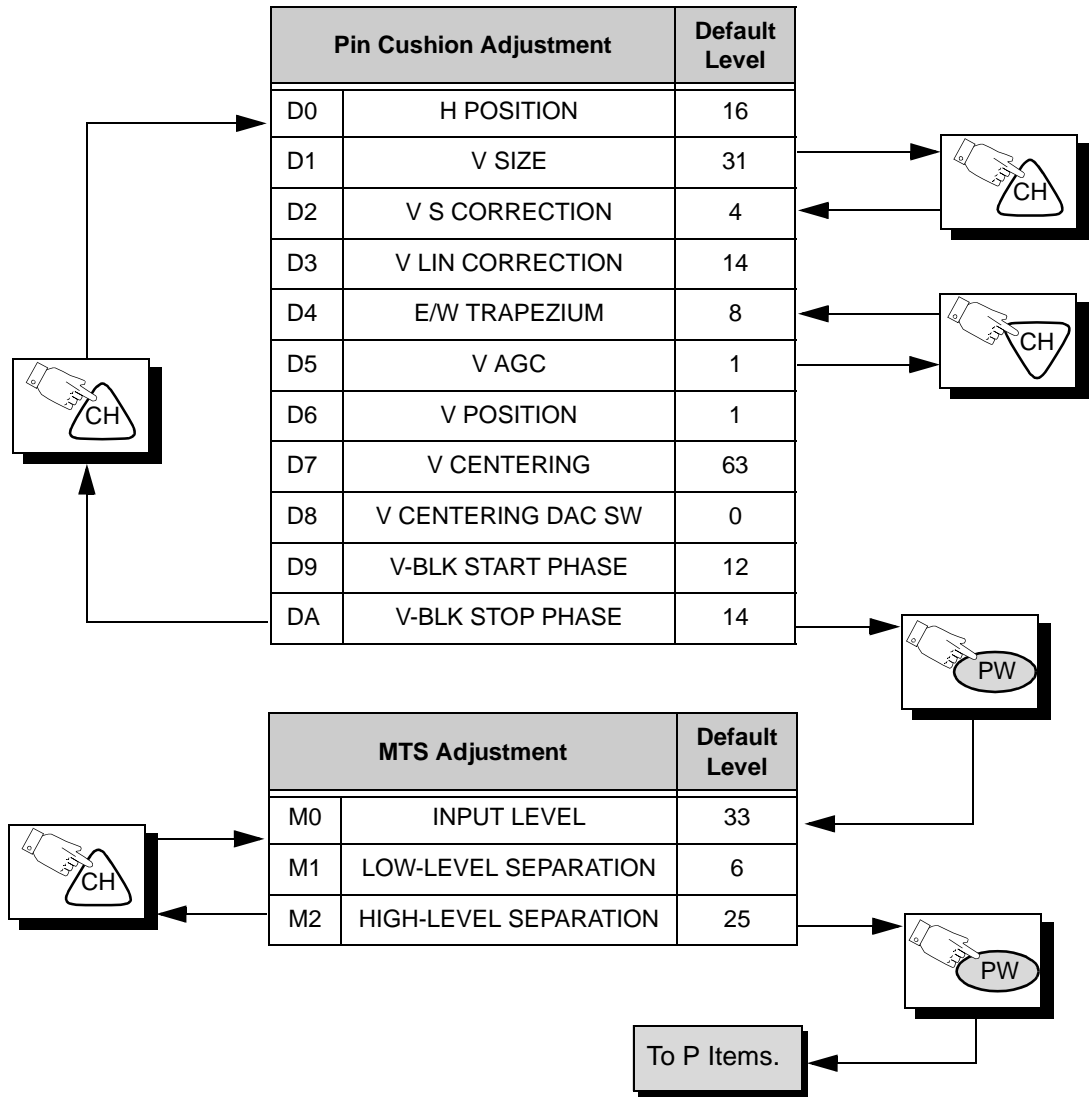 Pin Cushion Adjustment Default Level
D0 H POSITION 16
D1 V SIZE 31
CH
D2 V S CORRECTION 4
D3 V LIN CORRECTION 14
D4 E/W TRAPEZIUM 8
CH
D5 V AGC 1
CH
D6 V POSITION 1
D7 V CENTERING 63
D8 V CENTERING DAC SW 0
D9 V-BLK START PHASE 12
DA V-BLK STOP PHASE 14
PW
MTS Adjustment Default Level
M0 INPUT LEVEL 33
CH
M1 LOW-LEVEL SEPARATION 6
M2 HIGH-LEVEL SEPARATION 25
PW
To P Items.